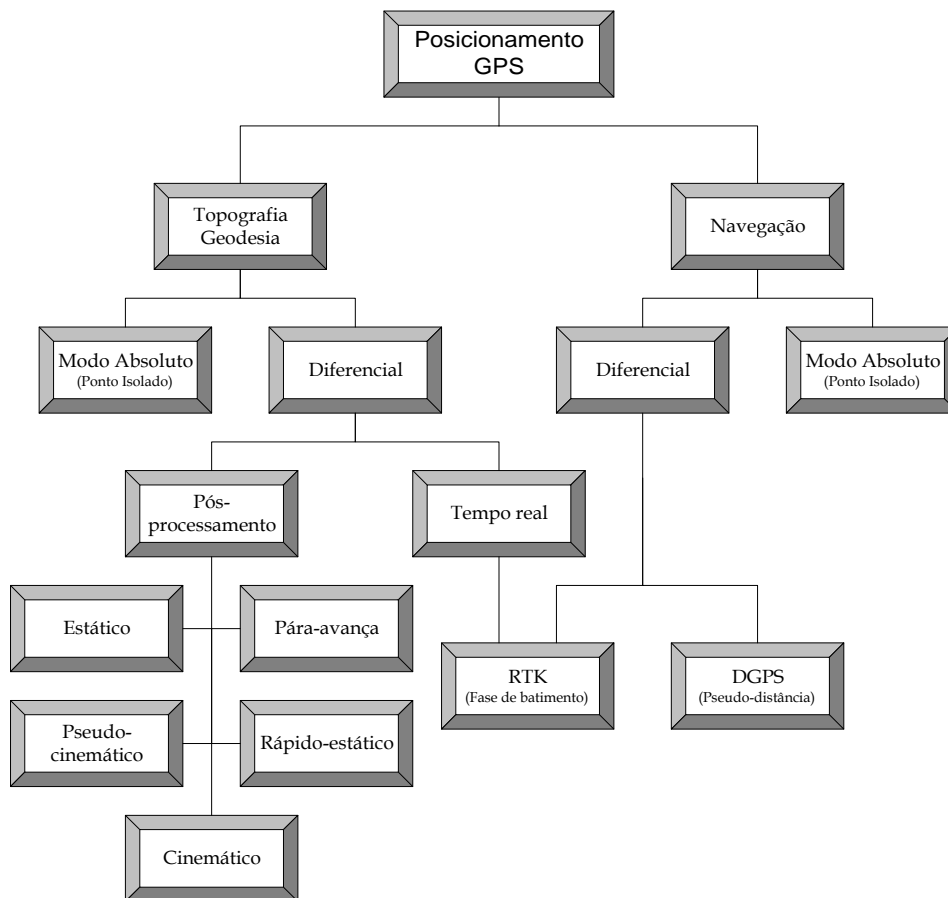 Posicionamento
GPS
Topografia
Geodesia
Navegação
Modo Absoluto
(Ponto Isolado)
Diferencial
Diferencial
Modo Absoluto
(Ponto Isolado)
Pós-
processamento
Tempo real
Estático
Pára-avança
RTK
(Fase de batimento)
DGPS
(Pseudo-distância)
Pseudo-
cinemático
Rápido-estático
Cinemático